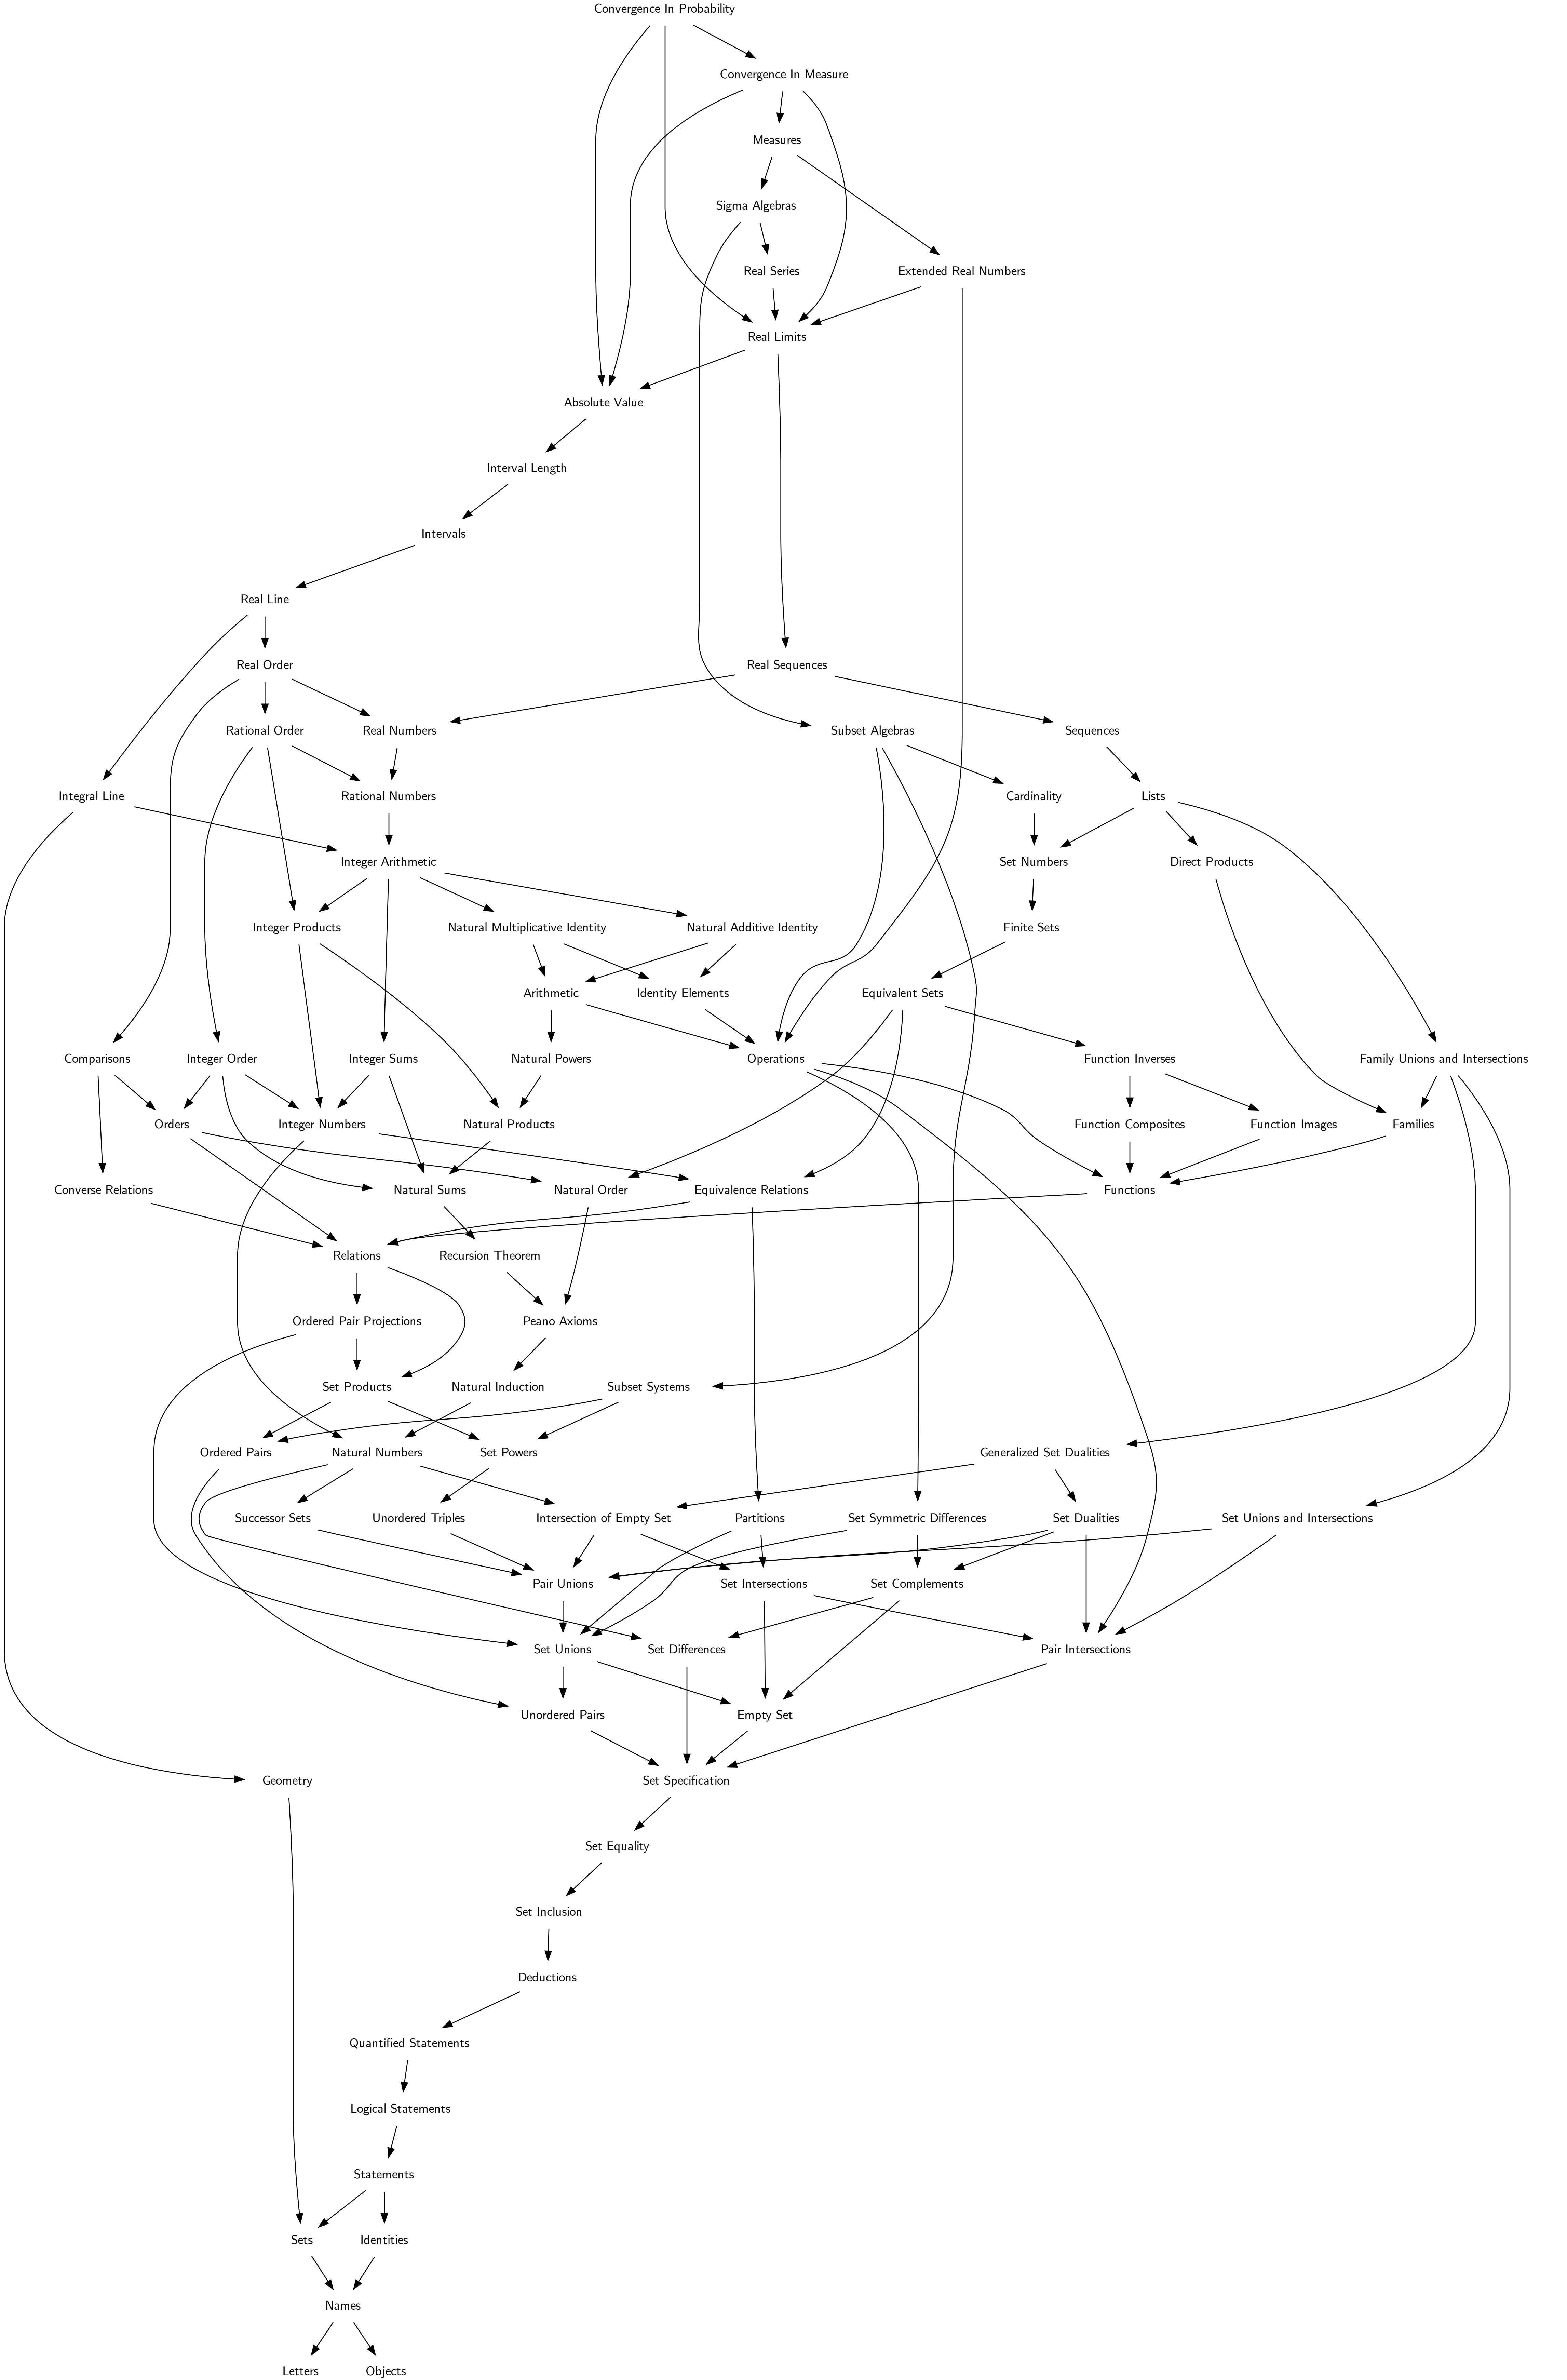 Convergence In Probability
Convergence In Measure
Measures
Sigma Algebras
Real Series
Extended Real Numbers
Real Limits
Absolute Value
Interval Length
Intervals
Real Line
Real Order
Real Sequences
Rational Order
Real Numbers
Subset Algebras
Sequences
Integral Line
Rational Numbers
Cardinality
Lists
Integer Arithmetic
Set Numbers
Direct Products
Integer Products
Natural Multiplicative Identity
Natural Additive Identity
Finite Sets
Arithmetic
Identity Elements
Equivalent Sets
Comparisons
Integer Order
Integer Sums
Natural Powers
Operations
Function Inverses
Family Unions and Intersections
Orders
Integer Numbers
Natural Products
Function Composites
Function Images
Families
Converse Relations
Natural Sums
Natural Order
Equivalence Relations
Functions
Relations
Recursion Theorem
Ordered Pair Projections
Peano Axioms
Set Products
Natural Induction
Subset Systems
Ordered Pairs
Natural Numbers
Set Powers
Generalized Set Dualities
Successor Sets
Unordered Triples
Intersection of Empty Set
Partitions
Set Symmetric Differences
Set Dualities
Set Unions and Intersections
Pair Unions
Set Intersections
Set Complements
Set Unions
Set Differences
Pair Intersections
Unordered Pairs
Empty Set
Geometry
Set Specification
Set Equality
Set Inclusion
Deductions
Quantified Statements
Logical Statements
Statements
Sets
Identities
Names
Letters
Objects